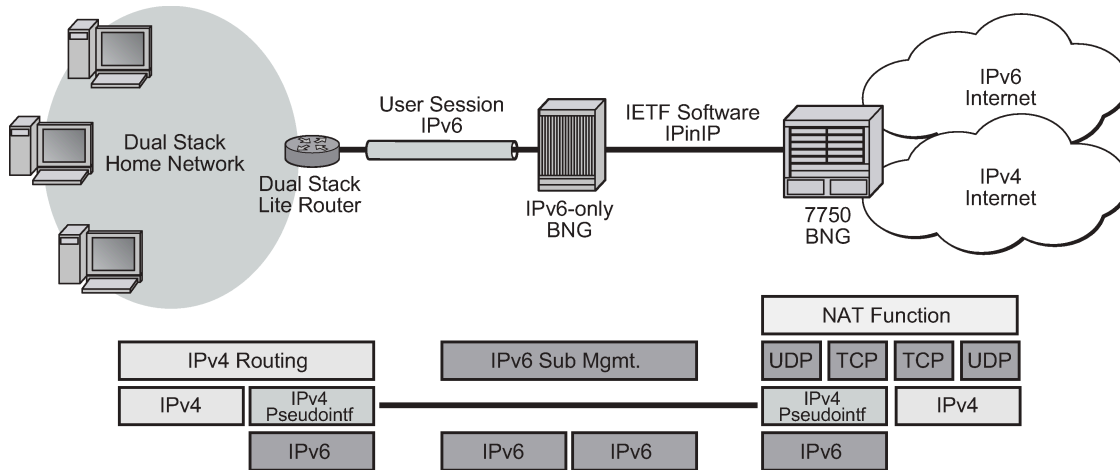 Dual Stack
Home Network
Dual Stack
Lite Router
User Session
IPv6
IPv6-only
BNG
IETF Software
IPinIP
7750
BNG
IPv6
Internet
IPv4
Internet
NAT Function
IPv4 Routing
IPv6 Sub Mgmt.
UDP
TCP
TCP
UDP
IPv4
IPv4
Pseudointf
IPv4
Pseudointf
IPv4
IPv6
IPv6
IPv6
IPv6